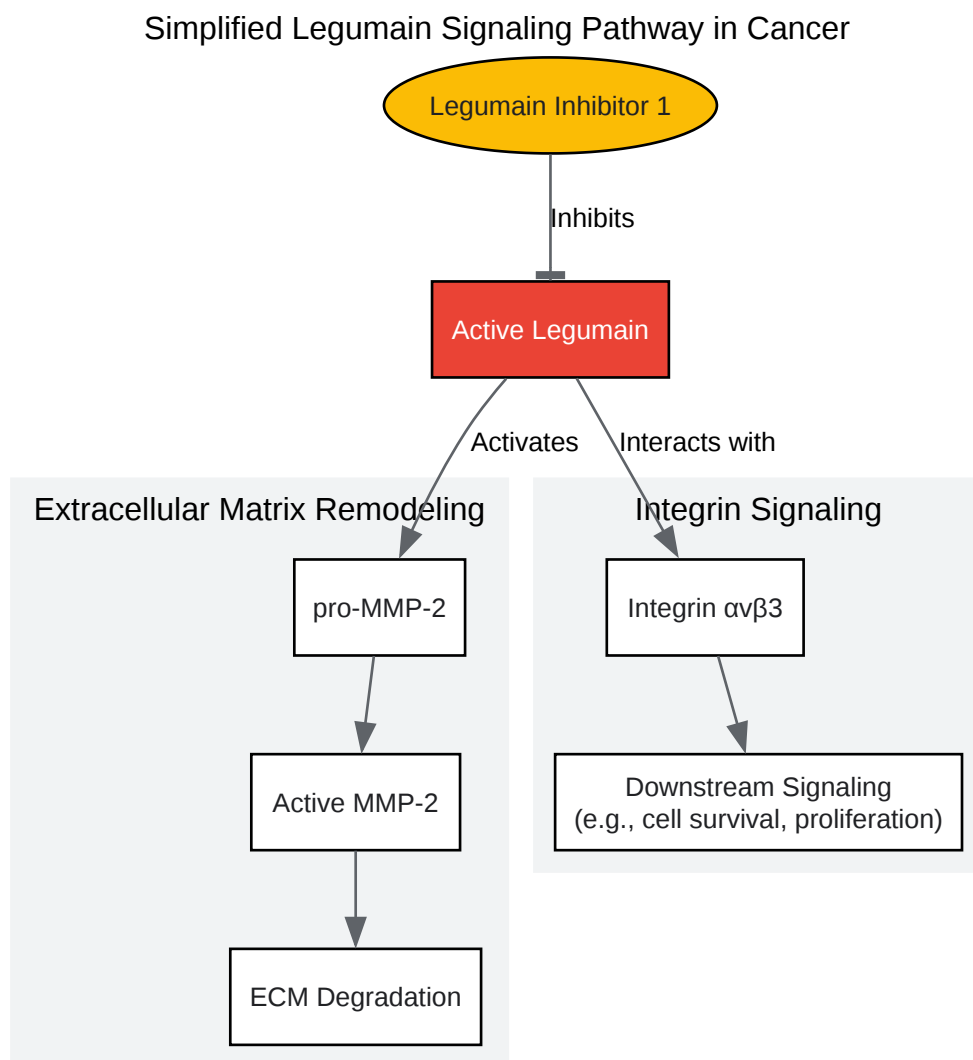 Simplified Legumain Signaling Pathway in Cancer
Legumain Inhibitor 1
Inhibits
Active Legumain
Activates
Interacts with
Extracellular Matrix Remodeling
pro-MMP-2
Active MMP-2
ECM Degradation
Integrin Signaling
Integrin αvβ3
Downstream Signaling
(e.g., cell survival, proliferation)